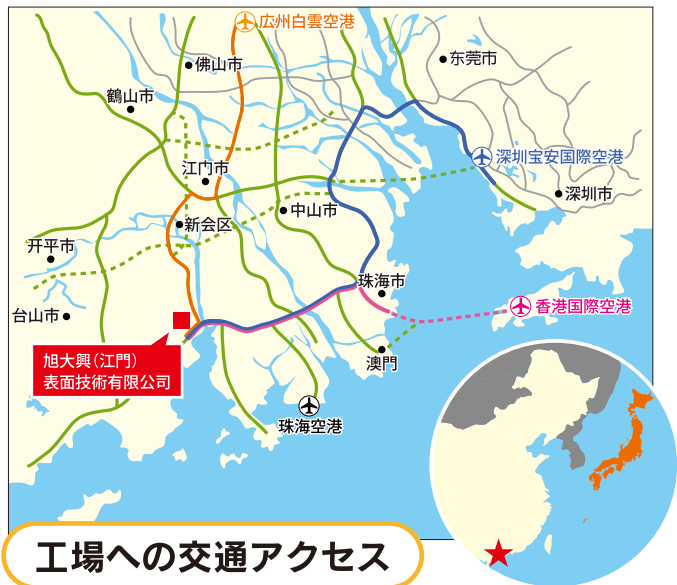 広州白雲空港
佛山市
东莞市
鶴山市
深圳宝安国際空港
江门市
深圳市
中山市
新会区
开平市
珠海市
香港国際空港
台山市
旭大興（江門）
表面技術有限公司
澳門
珠海空港
工場への交通アクセス